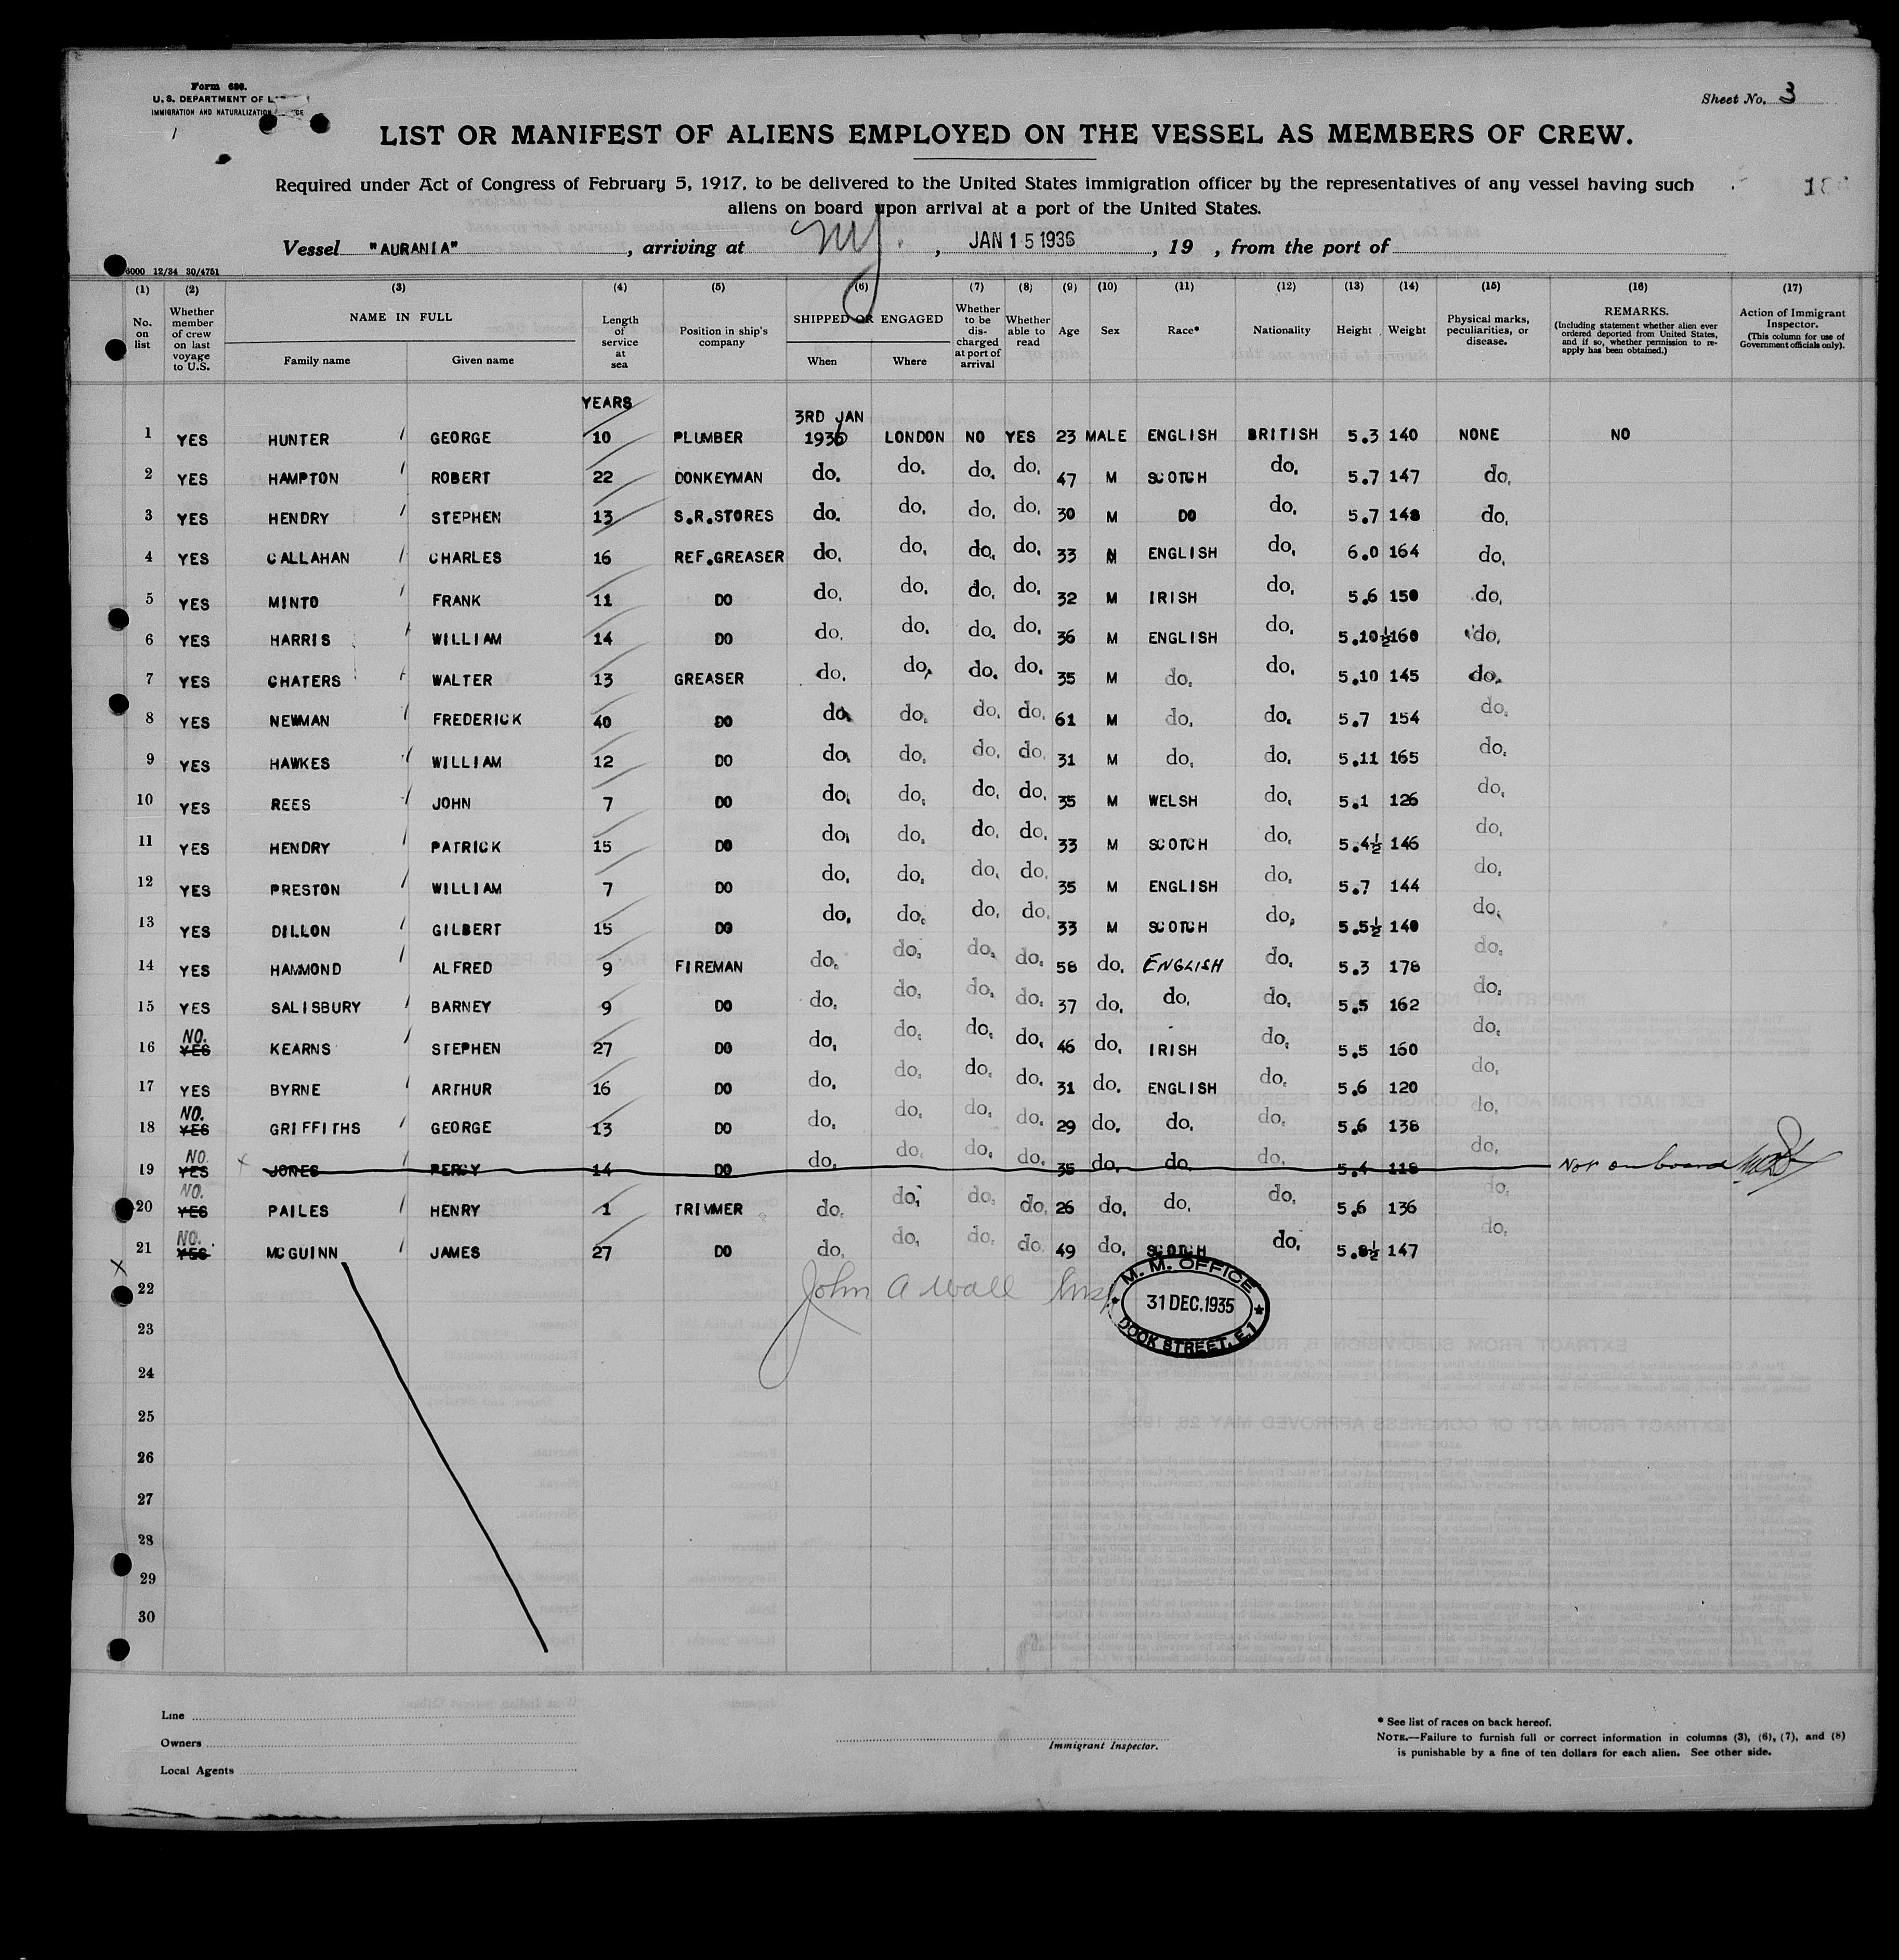 Form 680.
U. S. DEPARTMENT OF L
IMMIGRATION AND NATURALIZATION
Sheet No. 3
LIST OR MANIFEST OF ALIENS EMPLOYED ON THE VESSEL AS MEMBERS OF CREW.
Required under Act of Congress of February 5, 1917, to be delivered to the United States immigration officer by the representatives of any vessel having such
aliens on board upon arrival at a port of the United States.
Vessel "AURANIA", arriving at NY., JAN 15 1936, 19 , from the port of
6000 12/34 30/4751
(1) (2) (3) (4) (5) (6) (7) (8) (9) (10) (11) (12) (13) (14) (15) (16) (17)
No. on list
Whether member of crew on last voyage to U.S.
NAME IN FULL
Family name
Given name
Length of service at sea
Position in ship's company
SHIPPED OR ENGAGED
When
Where
Whether to be discharged at port of arrival
Whether able to read
Age
Sex
Race*
Nationality
Height
Weight
Physical marks, peculiarities, or disease.
REMARKS.
(Including statement whether alien ever ordered deported from United States, and if so, whether permission to re-apply has been obtained.)
Action of Immigrant Inspector.
(This column for use of Government officials only).
YEARS
3RD JAN
1 YES HUNTER GEORGE 10 PLUMBER 1936 LONDON NO YES 23 MALE ENGLISH BRITISH 5.3 140 NONE NO
2 YES HAMPTON ROBERT 22 DONKEYMAN do. do. do. do. 47 M SCOTCH do. 5.7 147 do.
3 YES HENDRY STEPHEN 13 S.R.STORES do. do. do. do. 30 M DO do. 5.7 148 do.
4 YES CALLAHAN CHARLES 16 REF.GREASER do. do. do. do. 33 M ENGLISH do. 6.0 164 do.
5 YES MINTO FRANK 11 DO do. do. do. do. 32 M IRISH do. 5.6 150 do.
6 YES HARRIS WILLIAM 14 DO do. do. do. do. 36 M ENGLISH do. 5.10½ 160 do.
7 YES CHATERS WALTER 13 GREASER do. do. do. do. 35 M do. do. 5.10 145 do.
8 YES NEWMAN FREDERICK 40 DO do. do. do. do. 61 M do. do. 5.7 154 do.
9 YES HAWKES WILLIAM 12 DO do. do. do. do. 31 M do. do. 5.11 165 do.
10 YES REES JOHN 7 DO do. do. do. do. 35 M WELSH do. 5.1 126 do.
11 YES HENDRY PATRICK 15 DO do. do. do. do. 33 M SCOTCH do. 5.4½ 146 do.
12 YES PRESTON WILLIAM 7 DO do. do. do. do. 35 M ENGLISH do. 5.7 144 do.
13 YES DILLON GILBERT 15 DO do. do. do. do. 33 M SCOTCH do. 5.5½ 140 do.
14 YES HAMMOND ALFRED 9 FIREMAN do. do. do. do. 58 do. ENGLISH do. 5.3 178 do.
15 YES SALISBURY BARNEY 9 DO do. do. do. do. 37 do. do. do. 5.5 162 do.
NO.
16 YES KEARNS STEPHEN 27 DO do. do. do. do. 46 do. IRISH do. 5.5 160 do.
17 YES BYRNE ARTHUR 16 DO do. do. do. do. 31 do. ENGLISH do. 5.6 120 do.
NO.
18 YES GRIFFITHS GEORGE 13 DO do. do. do. do. 29 do. do. do. 5.6 138 do.
NO.
19 YES JONES PERCY 14 DO do. do. do. do. 35 do. do. do. 5.4 118 do. Not on board
NO.
20 YES PAILES HENRY 1 TRIMMER do. do. do. do. 26 do. do. do. 5.6 136 do.
NO.
21 YES MCGUINN JAMES 27 DO do. do. do. do. 49 do. SCOTCH do. 5.8½ 147 do.
22
John A Wall Insp
M. M. OFFICE
31 DEC.1935
DOCK STREET, E.1
23
24
25
26
27
28
29
30
Line
Owners
Local Agents
Immigrant Inspector.
* See list of races on back hereof.
NOTE.—Failure to furnish full or correct information in columns (3), (6), (7), and (8)
is punishable by a fine of ten dollars for each alien. See other side.